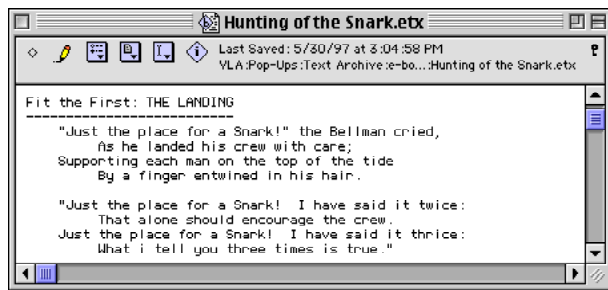 Hunting of the Snark.etx
Last Saved: 5/30/97 at 3:04:58 PM
VLA:Pop-Ups:Text Archive:e-bo...:Hunting of the Snark.etx
Fit the First: THE LANDING
--------------------------
"Just the place for a Snark!" the Bellman cried,
As he landed his crew with care;
Supporting each man on the top of the tide
By a finger entwined in his hair.
"Just the place for a Snark!  I have said it twice:
That alone should encourage the crew.
Just the place for a Snark!  I have said it thrice:
What i tell you three times is true."